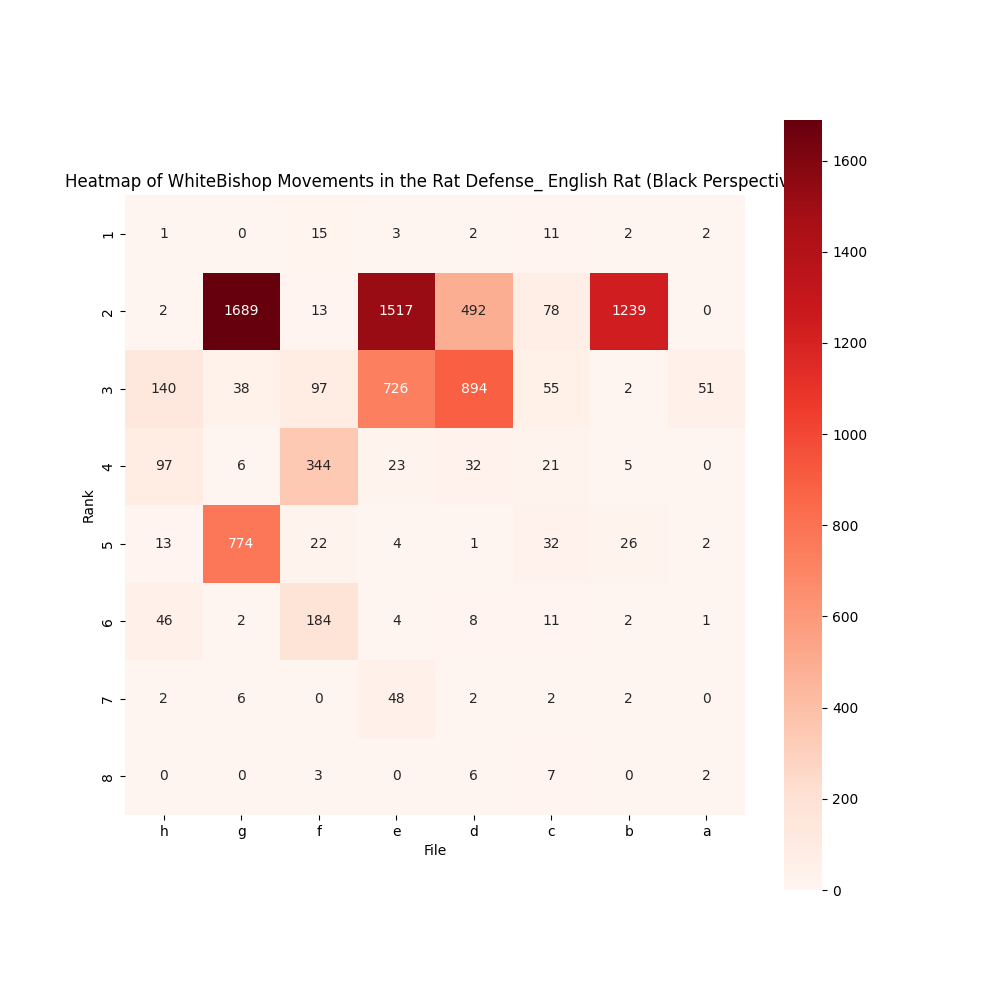 Heatmap of WhiteBishop Movements in the Rat Defense_ English Rat (Black Perspectiv
1600
1400
1200
1000
800
600
400
200
0
Rank
1 1 0 15 3 2 11 2 2
2 2 1689 13 1517 492 78 1239 0
3 140 38 97 726 894 55 2 51
4 97 6 344 23 32 21 5 0
5 13 774 22 4 1 32 26 2
6 46 2 184 4 8 11 2 1
7 2 6 0 48 2 2 2 0
8 0 0 3 0 6 7 0 2
h g f e d c b a
File